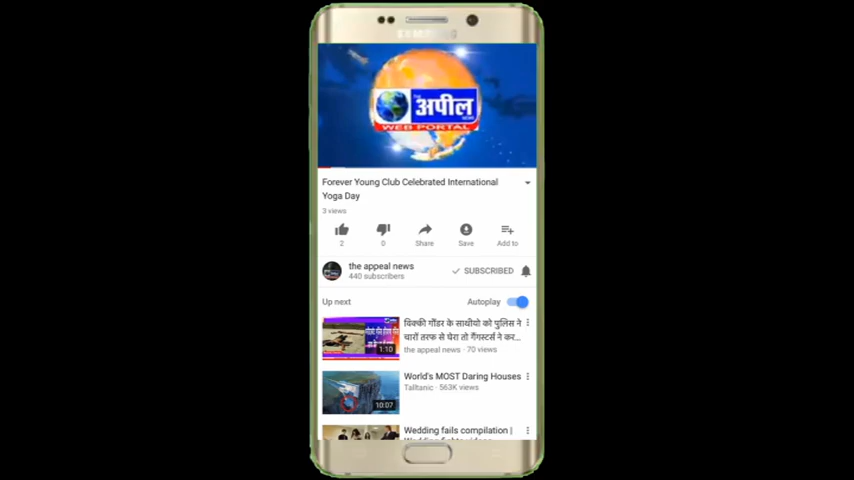 SAMSUNG
अपील
WEB PORTAL
Forever Young Club Celebrated International
Yoga Day
3 views
2
0
Share
Save
Add to
the appeal news
SUBSCRIBED
440 subscribers
Up next
Autoplay
विक्की गौंडर के साथीयो को पुलिस ने
चारों तरफ से घेरा तो गैंगस्टर्स ने कर...
the appeal news · 70 views
1:10
World's MOST Daring Houses
Talltanic · 563K views
10:07
Wedding fails compilation |